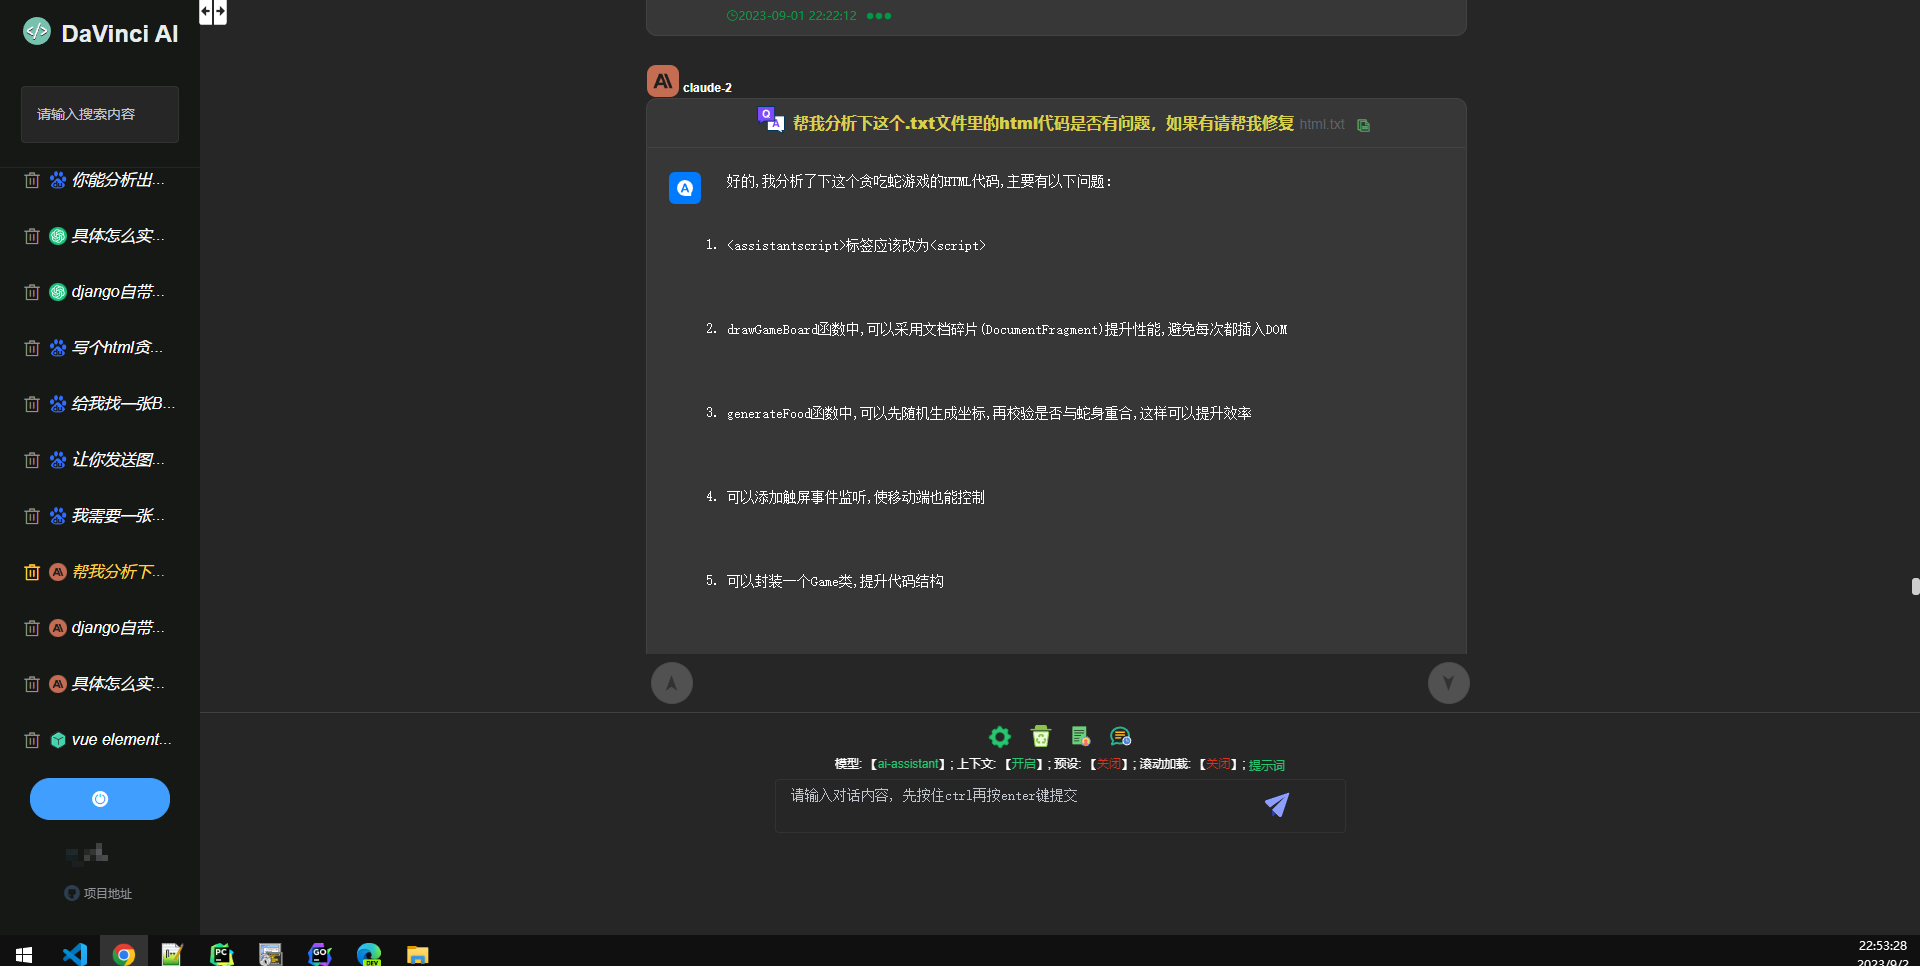 DaVinci AI
请输入搜索内容
你能分析出...
具体怎么实...
django自带...
写个html贪...
给我找一张B...
让你发送图...
我需要一张...
帮我分析下...
django自带...
具体怎么实...
vue element...
项目地址
2023-09-01 22:22:12
claude-2
帮我分析下这个.txt文件里的html代码是否有问题，如果有请帮我修复 html.txt
好的,我分析了下这个贪吃蛇游戏的HTML代码,主要有以下问题:
1. <assistantscript>标签应该改为<script>
2. drawGameBoard函数中,可以采用文档碎片(DocumentFragment)提升性能,避免每次都插入DOM
3. generateFood函数中,可以先随机生成坐标,再校验是否与蛇身重合,这样可以提升效率
4. 可以添加触屏事件监听,使移动端也能控制
5. 可以封装一个Game类,提升代码结构
模型: 【ai-assistant】; 上下文: 【开启】; 预设: 【关闭】; 滚动加载: 【关闭】; 提示词
请输入对话内容，先按住ctrl再按enter键提交
22:53:28
2023/9/2